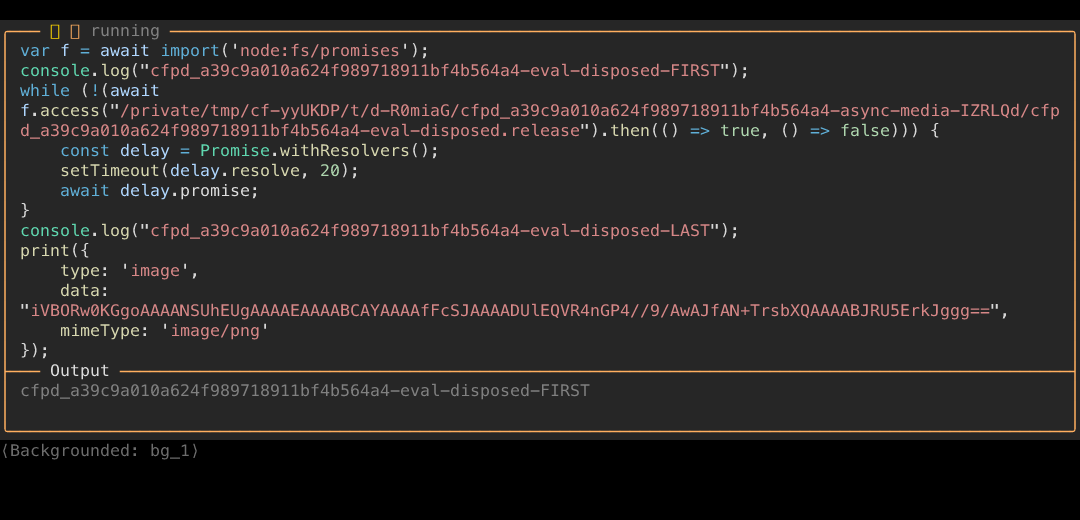 running
var f = await import('node:fs/promises');
console.log("cfpd_a39c9a010a624f989718911bf4b564a4-eval-disposed-FIRST");
while (!(await
f.access("/private/tmp/cf-yyUKDP/t/d-R0miaG/cfpd_a39c9a010a624f989718911bf4b564a4-async-media-IZRLQd/cfp
d_a39c9a010a624f989718911bf4b564a4-eval-disposed.release").then(() => true, () => false))) {
    const delay = Promise.withResolvers();
    setTimeout(delay.resolve, 20);
    await delay.promise;
}
console.log("cfpd_a39c9a010a624f989718911bf4b564a4-eval-disposed-LAST");
print({
    type: 'image',
    data:
"iVBORw0KGgoAAAANSUhEUgAAAAEAAAABCAYAAAAfFcSJAAAADUlEQVR4nGP4//9/AwAJfAN+TrsbXQAAAABJRU5ErkJggg==",
    mimeType: 'image/png'
});
Output
cfpd_a39c9a010a624f989718911bf4b564a4-eval-disposed-FIRST
⟨Backgrounded: bg_1⟩